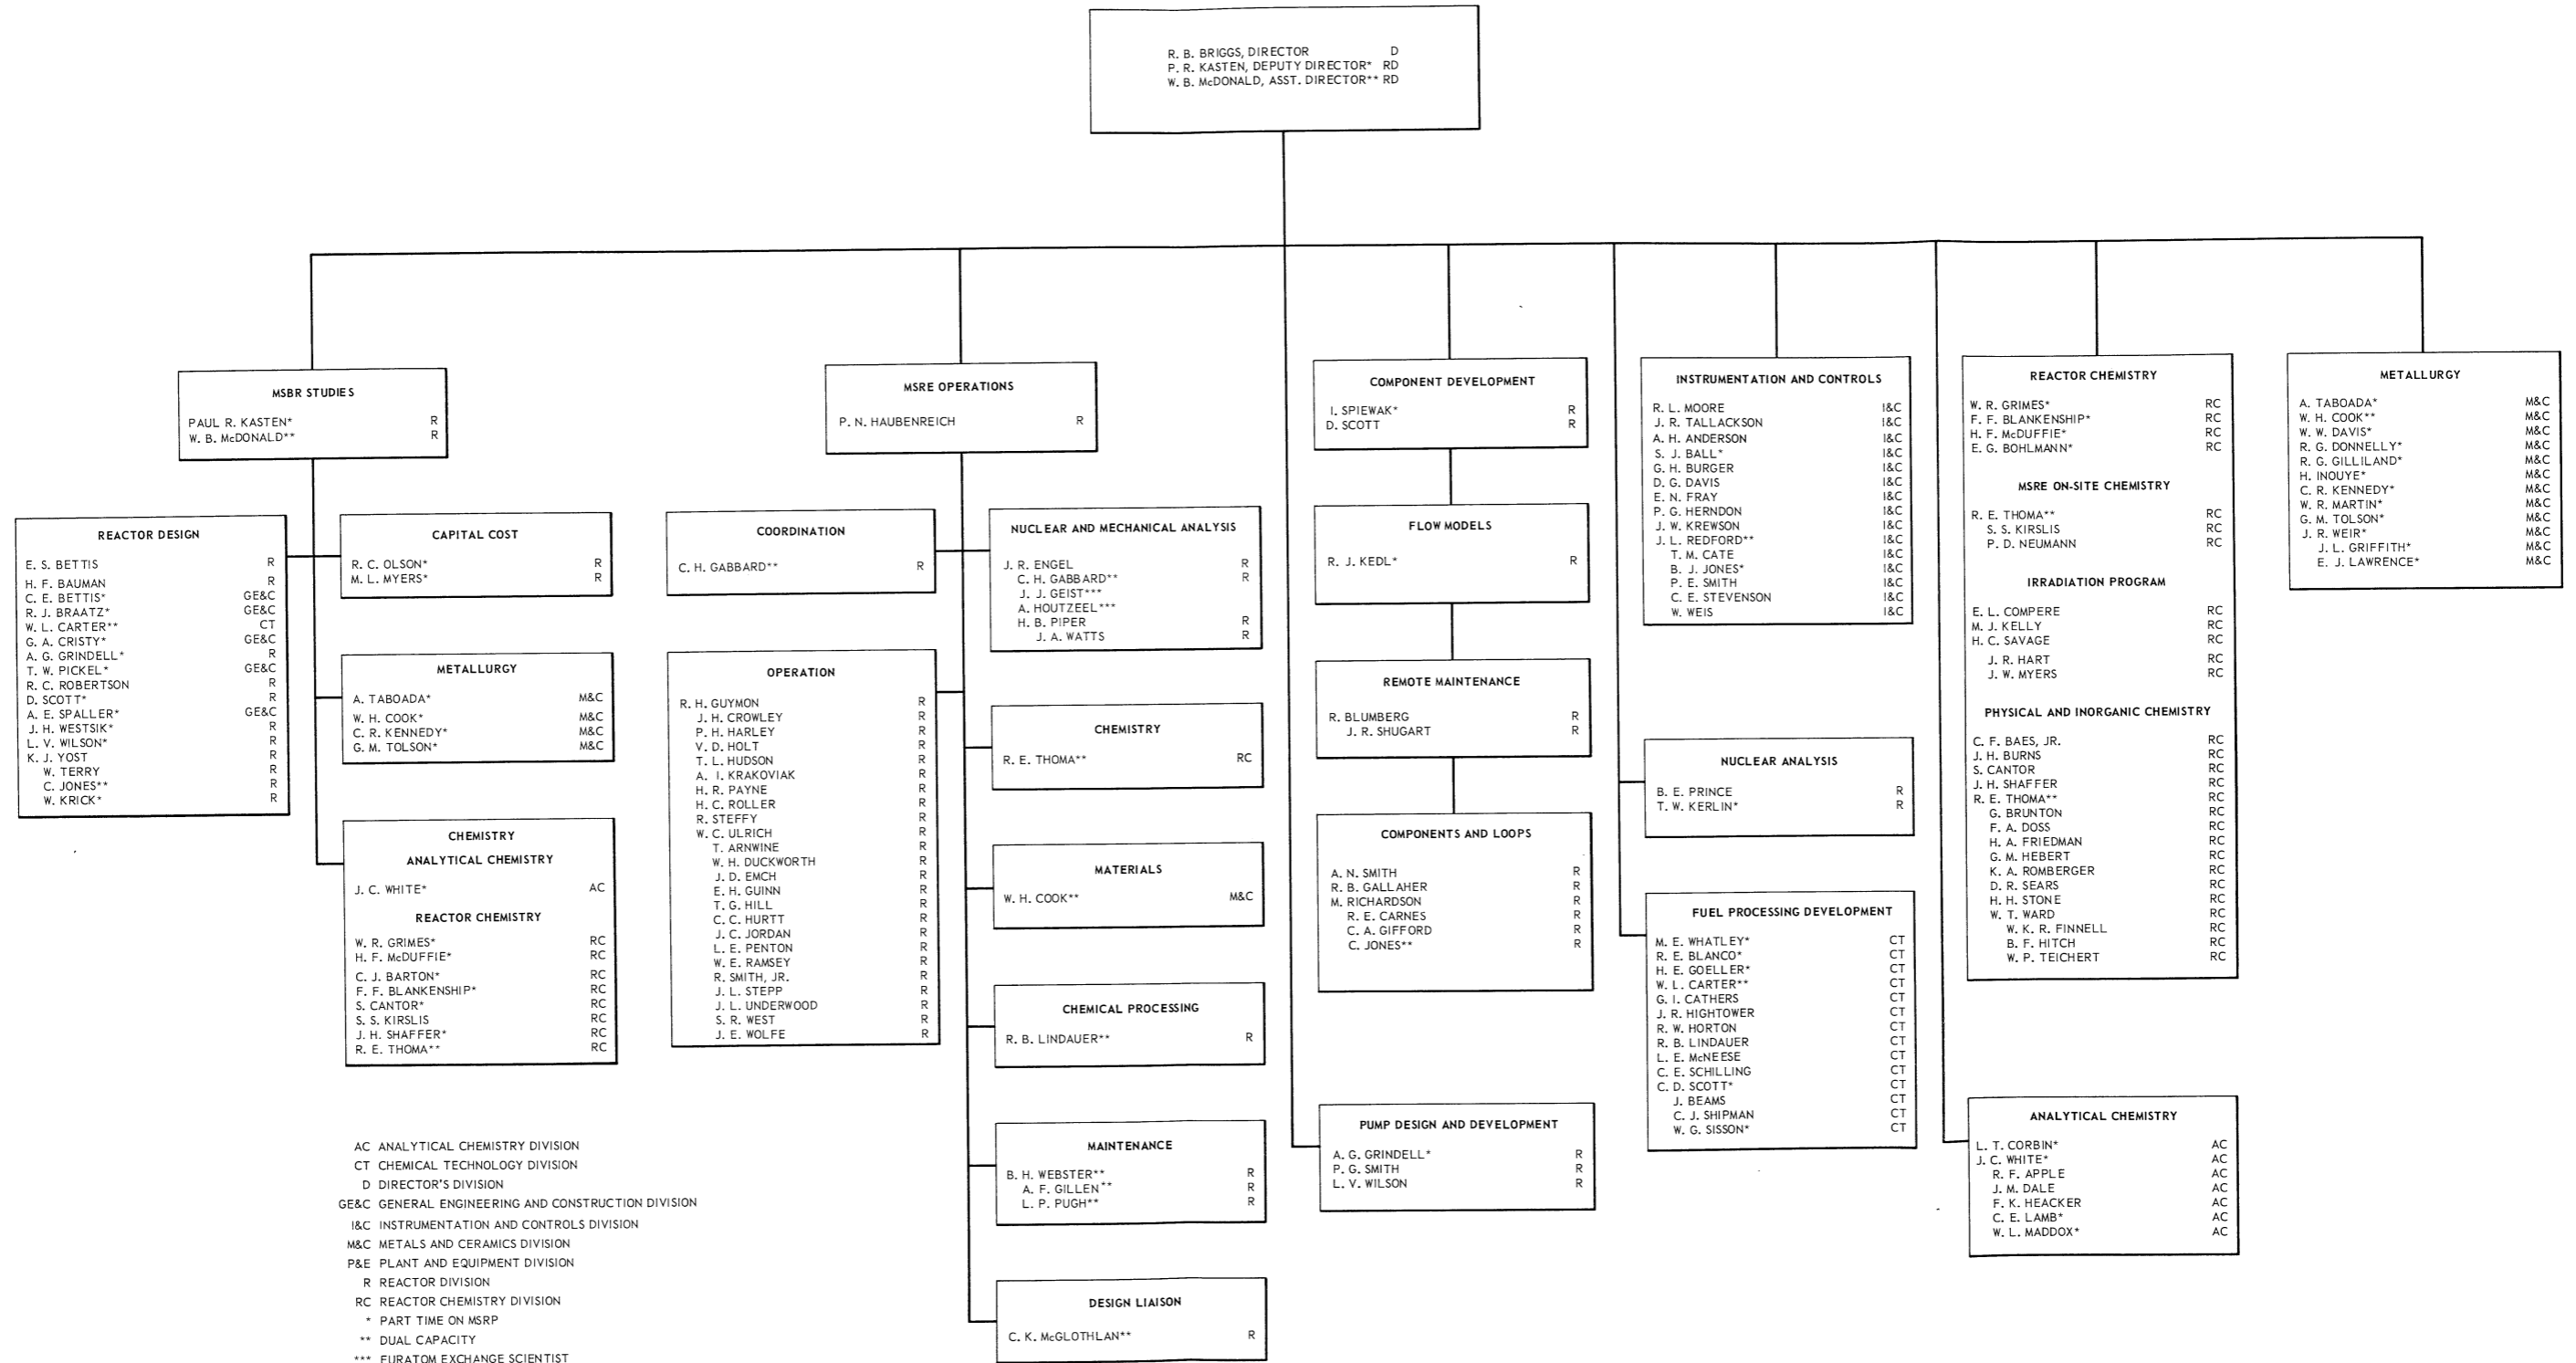 R. B. BRIGGS, DIRECTOR D
P. R. KASTEN, DEPUTY DIRECTOR* RD
W. B. McDONALD, ASST. DIRECTOR** RD
MSBR STUDIES
PAUL R. KASTEN* R
W. B. McDONALD** R
REACTOR DESIGN
E. S. BETTIS R
H. F. BAUMAN R
C. E. BETTIS* GE&C
R. J. BRAATZ* GE&C
W. L. CARTER** CT
G. A. CRISTY* GE&C
A. G. GRINDELL* R
T. W. PICKEL* GE&C
R. C. ROBERTSON R
D. SCOTT* R
A. E. SPALLER* GE&C
J. H. WESTSIK* R
L. V. WILSON* R
K. J. YOST R
W. TERRY R
C. JONES** R
W. KRICK* R
CAPITAL COST
R. C. OLSON* R
M. L. MYERS* R
METALLURGY
A. TABOADA* M&C
W. H. COOK* M&C
C. R. KENNEDY* M&C
G. M. TOLSON* M&C
CHEMISTRY
ANALYTICAL CHEMISTRY
J. C. WHITE* AC
REACTOR CHEMISTRY
W. R. GRIMES* RC
H. F. McDUFFIE* RC
C. J. BARTON* RC
F. F. BLANKENSHIP* RC
S. CANTOR* RC
S. S. KIRSLIS RC
J. H. SHAFFER* RC
R. E. THOMA** RC
MSRE OPERATIONS
P. N. HAUBENREICH R
COORDINATION
C. H. GABBARD** R
OPERATION
R. H. GUYMON R
J. H. CROWLEY R
P. H. HARLEY R
V. D. HOLT R
T. L. HUDSON R
A. I. KRAKOVIAK R
H. R. PAYNE R
H. C. ROLLER R
R. STEFFY R
W. C. ULRICH R
T. ARNWINE R
W. H. DUCKWORTH R
J. D. EMCH R
E. H. GUINN R
T. G. HILL R
C. C. HURTT R
J. C. JORDAN R
L. E. PENTON R
W. E. RAMSEY R
R. SMITH, JR. R
J. L. STEPP R
J. L. UNDERWOOD R
S. R. WEST R
J. E. WOLFE R
NUCLEAR AND MECHANICAL ANALYSIS
J. R. ENGEL R
C. H. GABBARD** R
J. J. GEIST***
A. HOUTZEEL***
H. B. PIPER R
J. A. WATTS R
CHEMISTRY
R. E. THOMA** RC
MATERIALS
W. H. COOK** M&C
CHEMICAL PROCESSING
R. B. LINDAUER** R
MAINTENANCE
B. H. WEBSTER** R
A. F. GILLEN** R
L. P. PUGH** R
DESIGN LIAISON
C. K. McGLOTHLAN** R
COMPONENT DEVELOPMENT
I. SPIEWAK* R
D. SCOTT R
FLOW MODELS
R. J. KEDL* R
REMOTE MAINTENANCE
R. BLUMBERG R
J. R. SHUGART R
COMPONENTS AND LOOPS
A. N. SMITH R
R. B. GALLAHER R
M. RICHARDSON R
R. E. CARNES R
C. A. GIFFORD R
C. JONES** R
PUMP DESIGN AND DEVELOPMENT
A. G. GRINDELL* R
P. G. SMITH R
L. V. WILSON R
INSTRUMENTATION AND CONTROLS
R. L. MOORE I&C
J. R. TALLACKSON I&C
A. H. ANDERSON I&C
S. J. BALL* I&C
G. H. BURGER I&C
D. G. DAVIS I&C
E. N. FRAY I&C
P. G. HERNDON I&C
J. W. KREWSON I&C
J. L. REDFORD** I&C
T. M. CATE I&C
B. J. JONES* I&C
P. E. SMITH I&C
C. E. STEVENSON I&C
W. WEIS I&C
NUCLEAR ANALYSIS
B. E. PRINCE R
T. W. KERLIN* R
FUEL PROCESSING DEVELOPMENT
M. E. WHATLEY* CT
R. E. BLANCO* CT
H. E. GOELLER* CT
W. L. CARTER** CT
G. I. CATHERS CT
J. R. HIGHTOWER CT
R. W. HORTON CT
R. B. LINDAUER CT
L. E. McNEESE CT
C. E. SCHILLING CT
C. D. SCOTT* CT
J. BEAMS CT
C. J. SHIPMAN CT
W. G. SISSON* CT
REACTOR CHEMISTRY
W. R. GRIMES* RC
F. F. BLANKENSHIP* RC
H. F. McDUFFIE* RC
E. G. BOHLMANN* RC
MSRE ON-SITE CHEMISTRY
R. E. THOMA** RC
S. S. KIRSLIS RC
P. D. NEUMANN RC
IRRADIATION PROGRAM
E. L. COMPERE RC
M. J. KELLY RC
H. C. SAVAGE RC
J. R. HART RC
J. W. MYERS RC
PHYSICAL AND INORGANIC CHEMISTRY
C. F. BAES, JR. RC
J. H. BURNS RC
S. CANTOR RC
J. H. SHAFFER RC
R. E. THOMA** RC
G. BRUNTON RC
F. A. DOSS RC
H. A. FRIEDMAN RC
G. M. HEBERT RC
K. A. ROMBERGER RC
D. R. SEARS RC
H. H. STONE RC
W. T. WARD RC
W. K. R. FINNELL RC
B. F. HITCH RC
W. P. TEICHERT RC
ANALYTICAL CHEMISTRY
L. T. CORBIN* AC
J. C. WHITE* AC
R. F. APPLE AC
J. M. DALE AC
F. K. HEACKER AC
C. E. LAMB* AC
W. L. MADDOX* AC
METALLURGY
A. TABOADA* M&C
W. H. COOK** M&C
W. W. DAVIS* M&C
R. G. DONNELLY* M&C
R. G. GILLILAND* M&C
H. INOUYE* M&C
C. R. KENNEDY* M&C
W. R. MARTIN* M&C
G. M. TOLSON* M&C
J. R. WEIR* M&C
J. L. GRIFFITH* M&C
E. J. LAWRENCE* M&C
AC ANALYTICAL CHEMISTRY DIVISION
CT CHEMICAL TECHNOLOGY DIVISION
D DIRECTOR'S DIVISION
GE&C GENERAL ENGINEERING AND CONSTRUCTION DIVISION
I&C INSTRUMENTATION AND CONTROLS DIVISION
M&C METALS AND CERAMICS DIVISION
P&E PLANT AND EQUIPMENT DIVISION
R REACTOR DIVISION
RC REACTOR CHEMISTRY DIVISION
* PART TIME ON MSRP
** DUAL CAPACITY
*** EURATOM EXCHANGE SCIENTIST